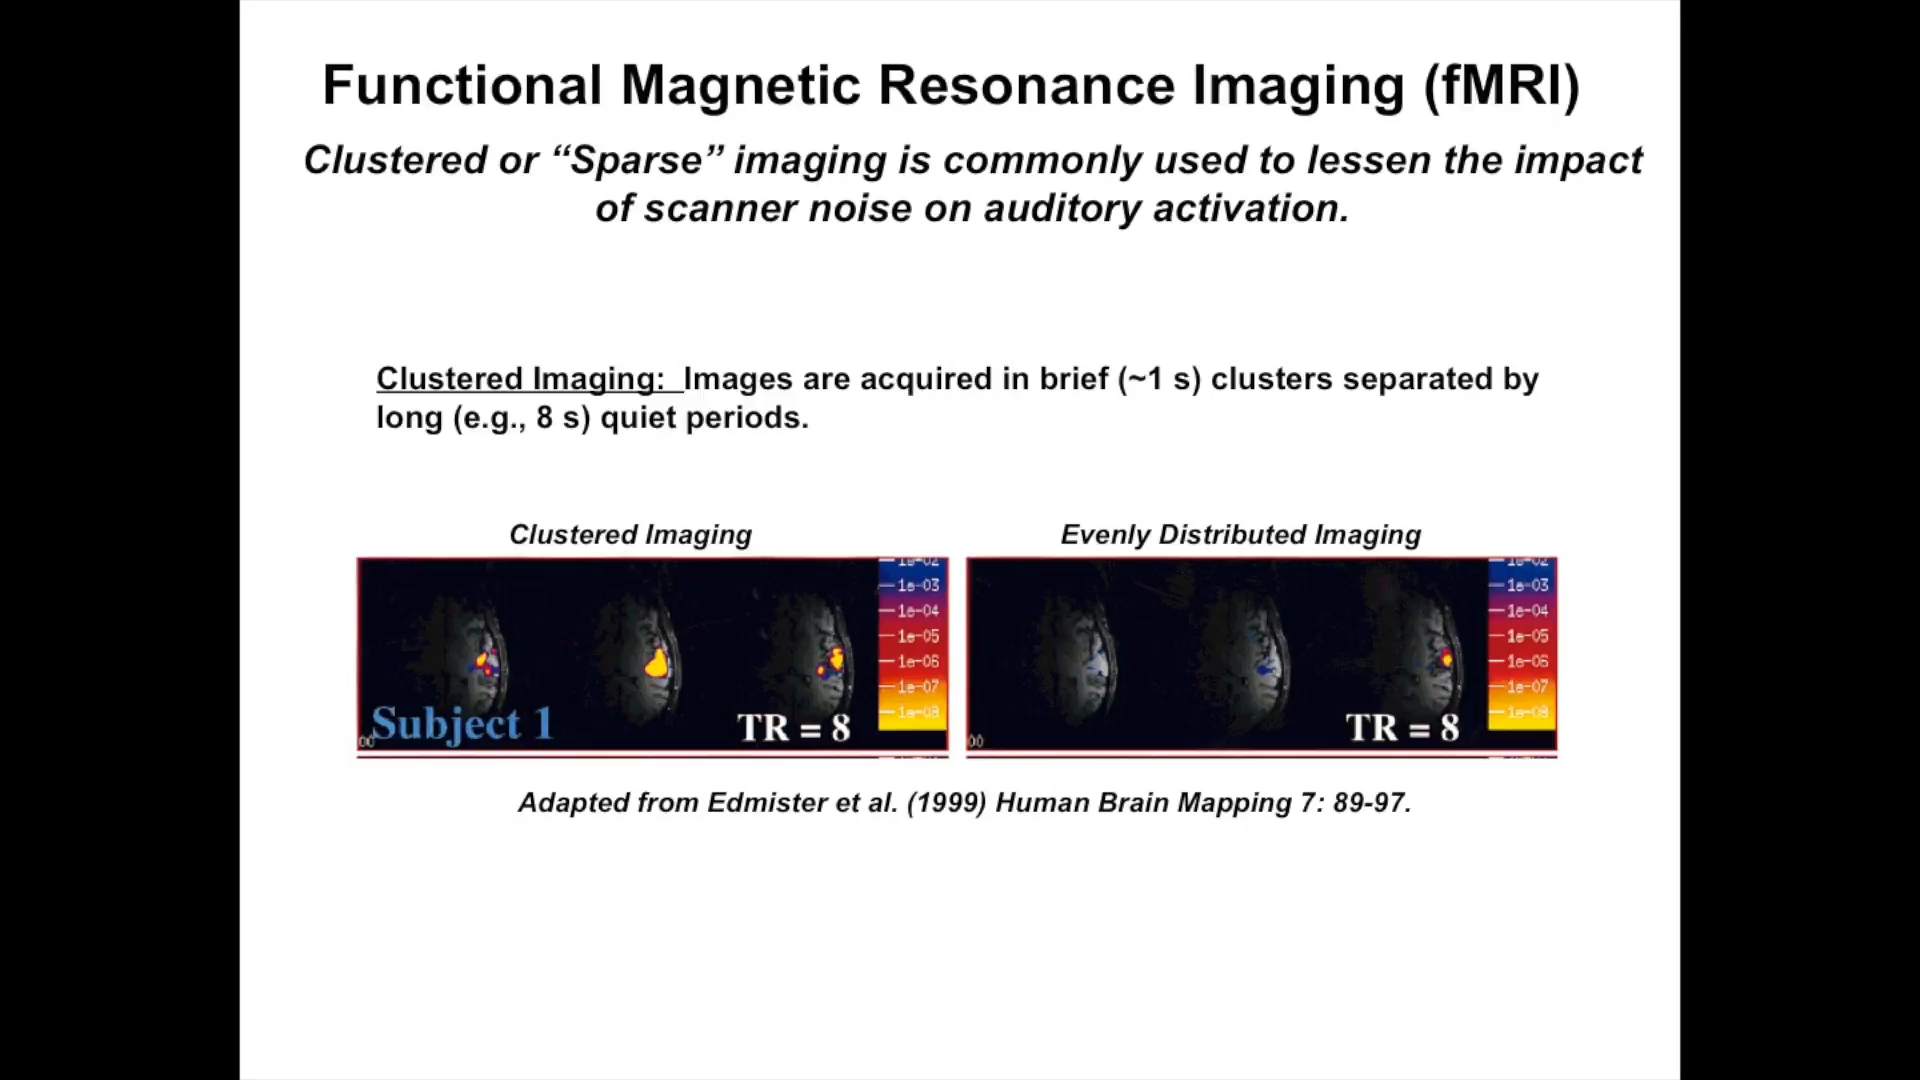 Functional Magnetic Resonance Imaging (fMRI)
Clustered or “Sparse” imaging is commonly used to lessen the impact
of scanner noise on auditory activation.
Clustered Imaging: Images are acquired in brief (~1 s) clusters separated by
long (e.g., 8 s) quiet periods.
Clustered Imaging
Evenly Distributed Imaging
1e-02
1e-03
1e-04
1e-05
1e-06
1e-07
1e-08
Subject 1
TR = 8
00
1e-02
1e-03
1e-04
1e-05
1e-06
1e-07
1e-08
TR = 8
00
Adapted from Edmister et al. (1999) Human Brain Mapping 7: 89-97.